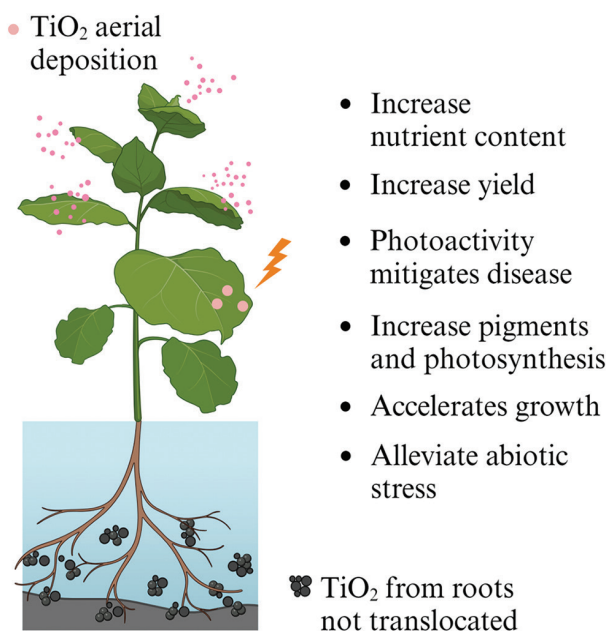 TiO₂ aerial
deposition
• Increase
nutrient content
• Increase yield
• Photoactivity
mitigates disease
• Increase pigments
and photosynthesis
• Accelerates growth
• Alleviate abiotic
stress
TiO₂ from roots
not translocated